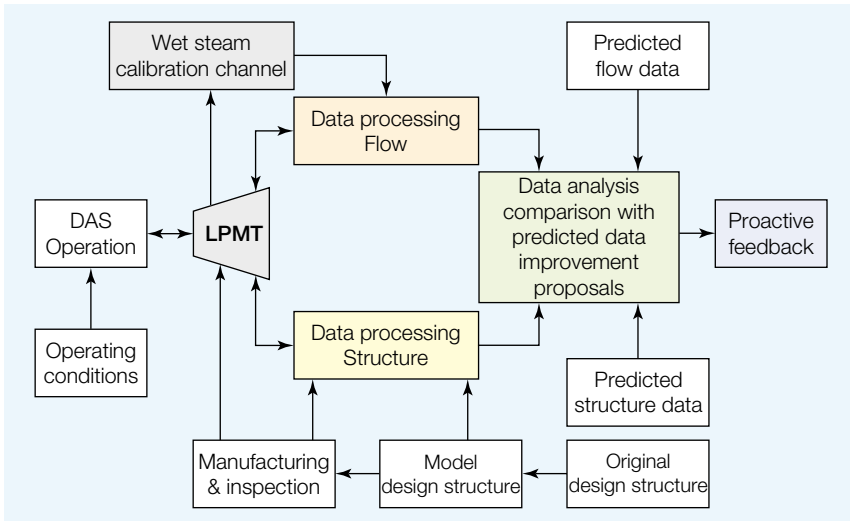 Wet steam
calibration channel
Predicted
flow data
Data processing
Flow
DAS
Operation
LPMT
Data analysis
comparison with
predicted data
improvement
proposals
Proactive
feedback
Operating
conditions
Data processing
Structure
Predicted
structure data
Manufacturing
& inspection
Model
design structure
Original
design structure